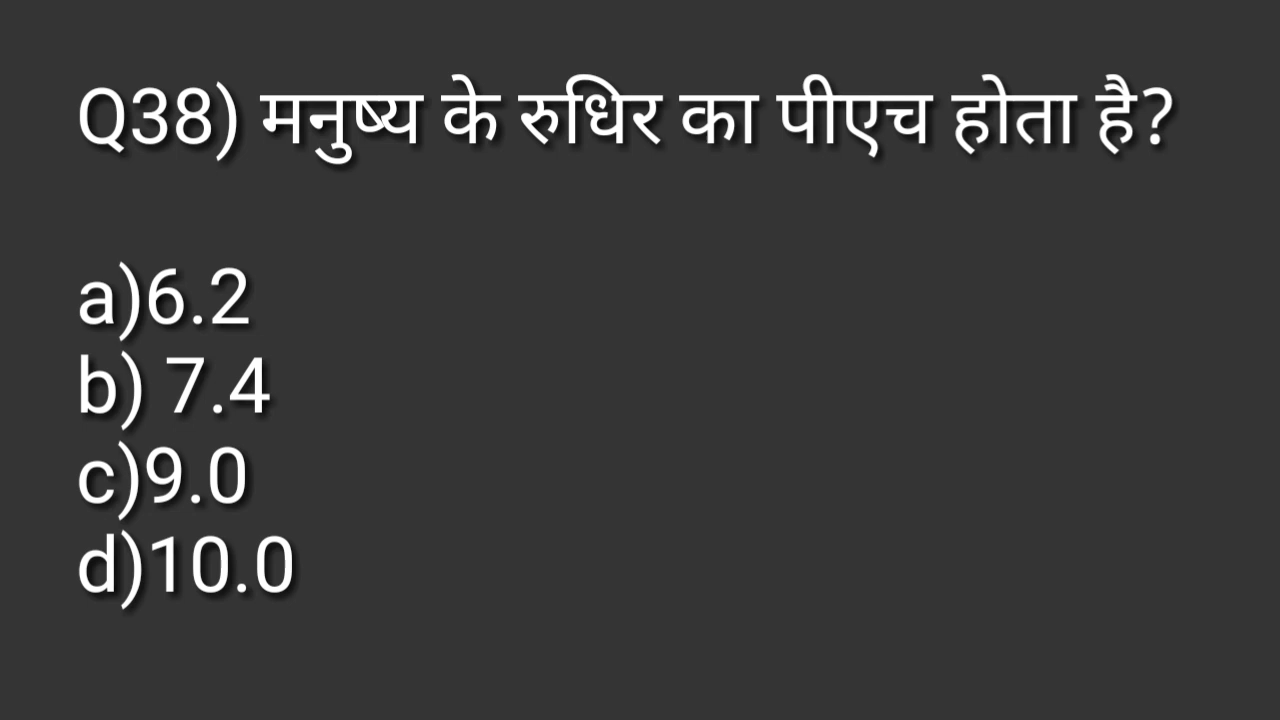 Q38) मनुष्य के रुधिर का पीएच होता है?
a)6.2
b) 7.4
c)9.0
d)10.0